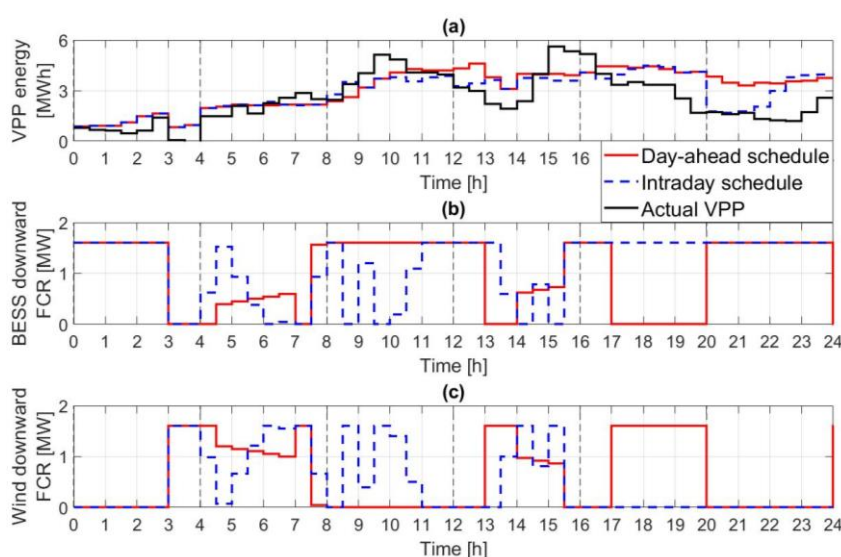 (a)
VPP energy
[MWh]
6
3
0
0 1 2 3 4 5 6 7 8 9 10 11 12 13 14 15 16
Time [h]
Day-ahead schedule
Intraday schedule
Actual VPP
(b)
BESS downward
FCR [MW]
2
1
0
0 1 2 3 4 5 6 7 8 9 10 11 12 13 14 15 16 17 18 19 20 21 22 23 24
Time [h]
(c)
Wind downward
FCR [MW]
2
1
0
0 1 2 3 4 5 6 7 8 9 10 11 12 13 14 15 16 17 18 19 20 21 22 23 24
Time [h]